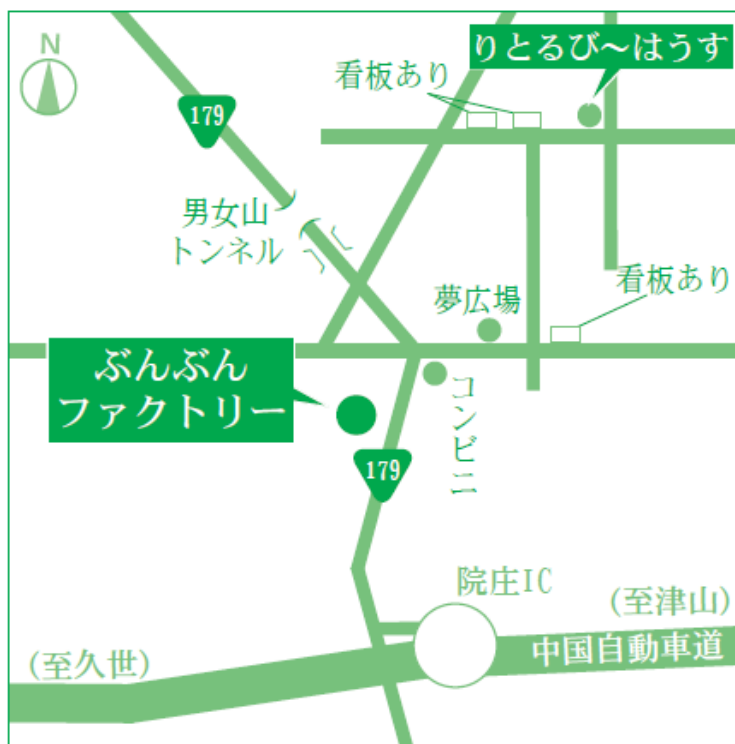 N
りとるび～はうす
看板あり
179
男女山
トンネル
夢広場
看板あり
ぶんぶん
ファクトリー
コンビニ
179
院庄IC
(至津山)
中国自動車道
(至久世)